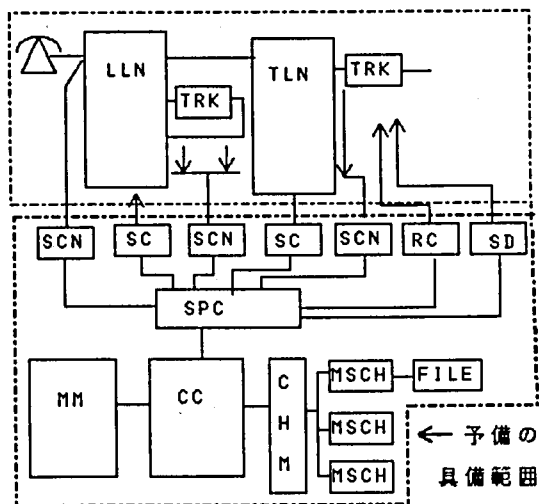 LLN
TLN
TRK
TRK
SCN
SC
SCN
SC
SCN
RC
SD
SPC
MM
CC
CHM
MSCH
FILE
MSCH
MSCH
予備の
具備範囲